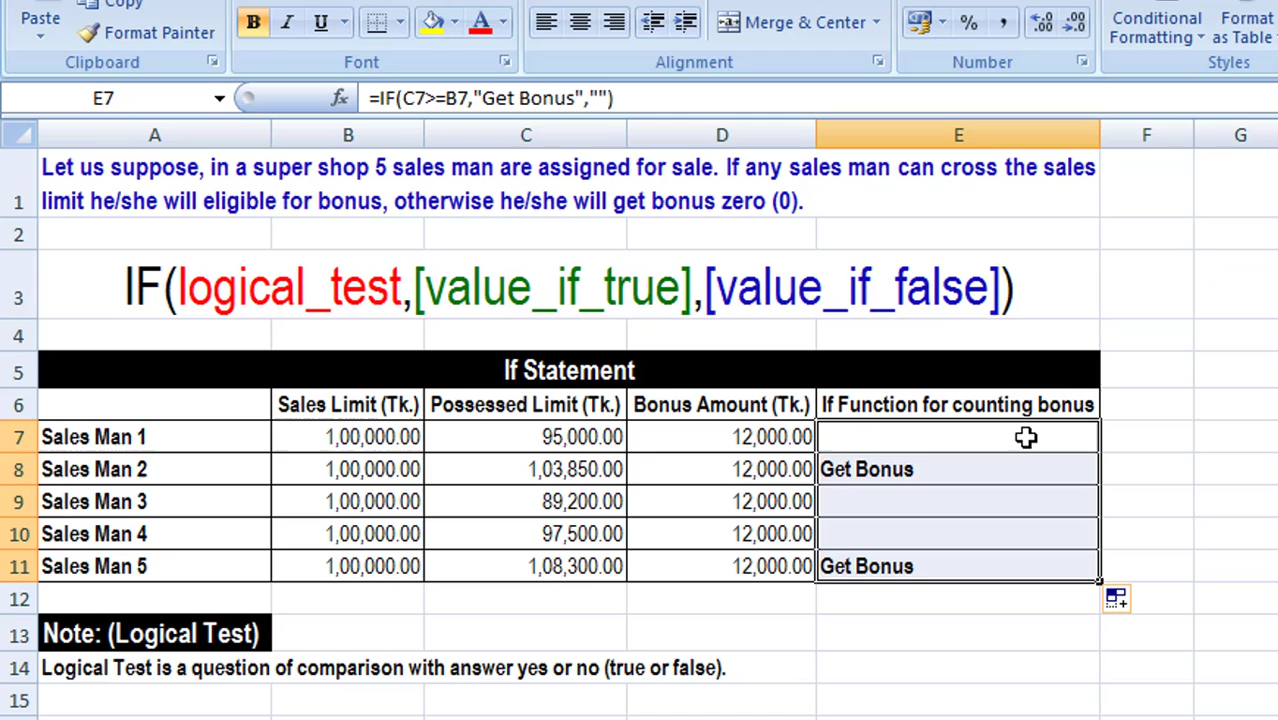 Copy
Paste
Format Painter
B I U A
Merge & Center
% ,
.00 .0
Conditional Formatting
Format as Table
Clipboard
Font
Alignment
Number
Styles
E7 fx =IF(C7>=B7,"Get Bonus","")
A B C D E F G
1 Let us suppose, in a super shop 5 sales man are assigned for sale. If any sales man can cross the sales
limit he/she will eligible for bonus, otherwise he/she will get bonus zero (0).
2
3 IF(logical_test,[value_if_true],[value_if_false])
4
5 If Statement
6 Sales Limit (Tk.) Possessed Limit (Tk.) Bonus Amount (Tk.) If Function for counting bonus
7 Sales Man 1 1,00,000.00 95,000.00 12,000.00
8 Sales Man 2 1,00,000.00 1,03,850.00 12,000.00 Get Bonus
9 Sales Man 3 1,00,000.00 89,200.00 12,000.00
10 Sales Man 4 1,00,000.00 97,500.00 12,000.00
11 Sales Man 5 1,00,000.00 1,08,300.00 12,000.00 Get Bonus
12
13 Note: (Logical Test)
14 Logical Test is a question of comparison with answer yes or no (true or false).
15